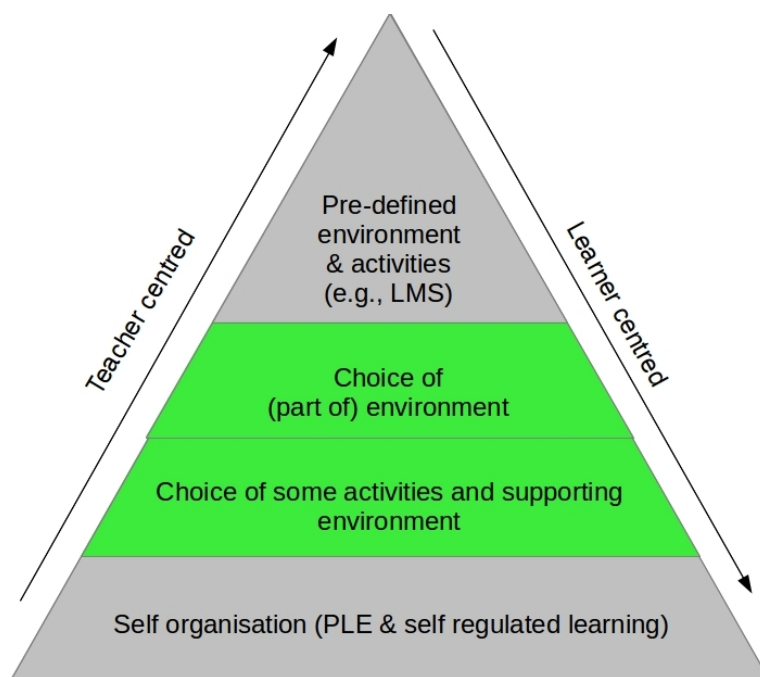 Teacher centred
Learner centred
Pre-defined
environment
& activities
(e.g., LMS)
Choice of
(part of) environment
Choice of some activities and supporting
environment
Self organisation (PLE & self regulated learning)